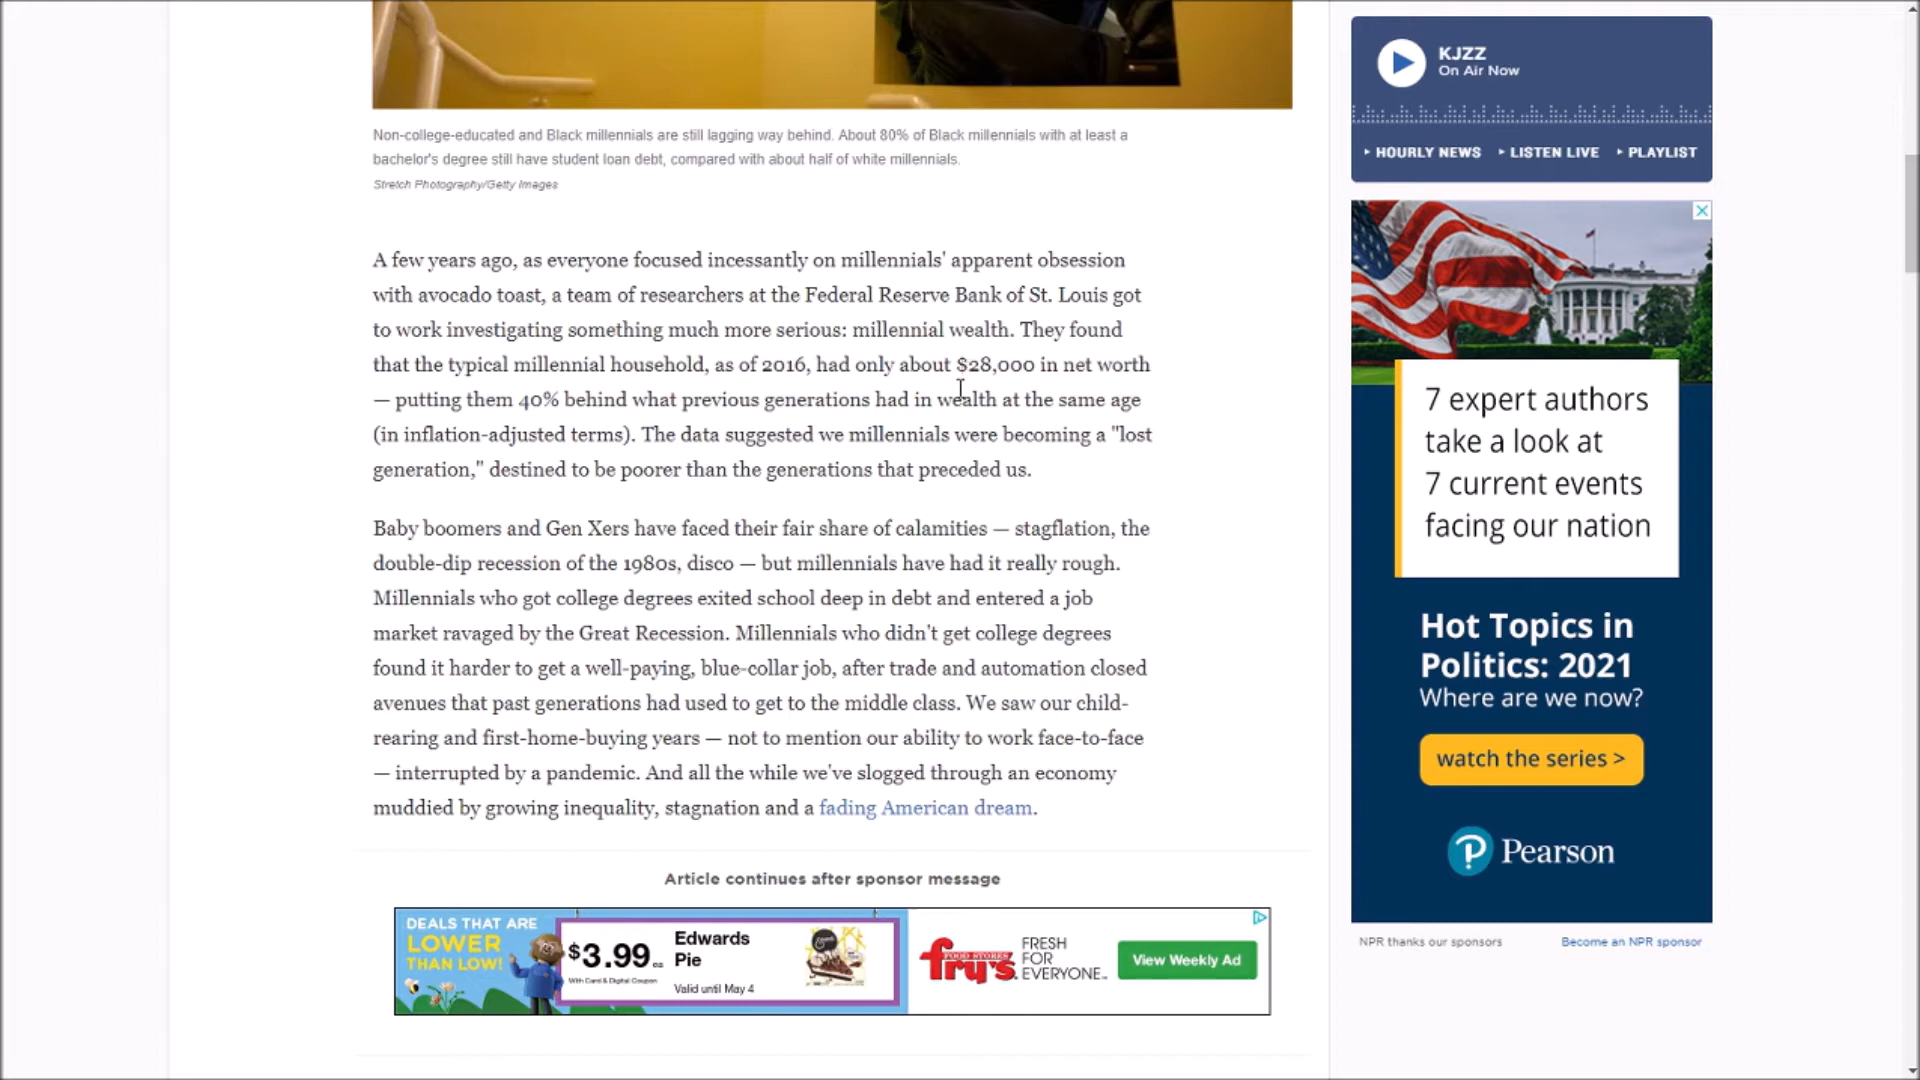 Non-college-educated and Black millennials are still lagging way behind. About 80% of Black millennials with at least a
bachelor's degree still have student loan debt, compared with about half of white millennials.
Stretch Photography/Getty Images
A few years ago, as everyone focused incessantly on millennials' apparent obsession
with avocado toast, a team of researchers at the Federal Reserve Bank of St. Louis got
to work investigating something much more serious: millennial wealth. They found
that the typical millennial household, as of 2016, had only about $28,000 in net worth
— putting them 40% behind what previous generations had in wealth at the same age
(in inflation-adjusted terms). The data suggested we millennials were becoming a "lost
generation," destined to be poorer than the generations that preceded us.
Baby boomers and Gen Xers have faced their fair share of calamities — stagflation, the
double-dip recession of the 1980s, disco — but millennials have had it really rough.
Millennials who got college degrees exited school deep in debt and entered a job
market ravaged by the Great Recession. Millennials who didn't get college degrees
found it harder to get a well-paying, blue-collar job, after trade and automation closed
avenues that past generations had used to get to the middle class. We saw our child-
rearing and first-home-buying years — not to mention our ability to work face-to-face
— interrupted by a pandemic. And all the while we've slogged through an economy
muddied by growing inequality, stagnation and a fading American dream.
Article continues after sponsor message
DEALS THAT ARE
LOWER
THAN LOW!
$3.99 ea
With Card & Digital Coupon
Edwards
Pie
Valid until May 4
fry's
FOOD STORES
FRESH
FOR
EVERYONE™
View Weekly Ad
KJZZ
On Air Now
HOURLY NEWS
LISTEN LIVE
PLAYLIST
7 expert authors
take a look at
7 current events
facing our nation
Hot Topics in
Politics: 2021
Where are we now?
watch the series >
Pearson
NPR thanks our sponsors
Become an NPR sponsor